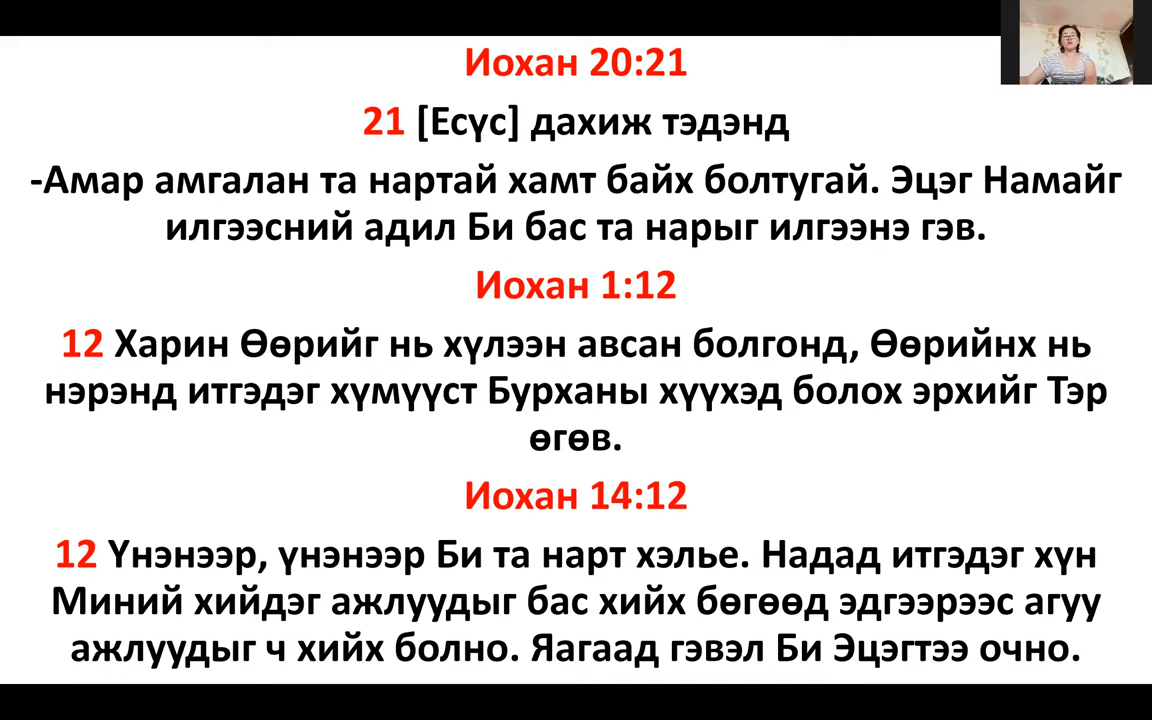 Иохан 20:21
21 [Есүс] дахиж тэдэнд
-Амар амгалан та нартай хамт байх болтугай. Эцэг Намайг
илгээсний адил Би бас та нарыг илгээнэ гэв.
Иохан 1:12
12 Харин Өөрийг нь хүлээн авсан болгонд, Өөрийнх нь
нэрэнд итгэдэг хүмүүст Бурханы хүүхэд болох эрхийг Тэр
өгөв.
Иохан 14:12
12 Үнэнээр, үнэнээр Би та нарт хэлье. Надад итгэдэг хүн
Миний хийдэг ажлуудыг бас хийх бөгөөд эдгээрээс агуу
ажлуудыг ч хийх болно. Яагаад гэвэл Би Эцэгтээ очно.